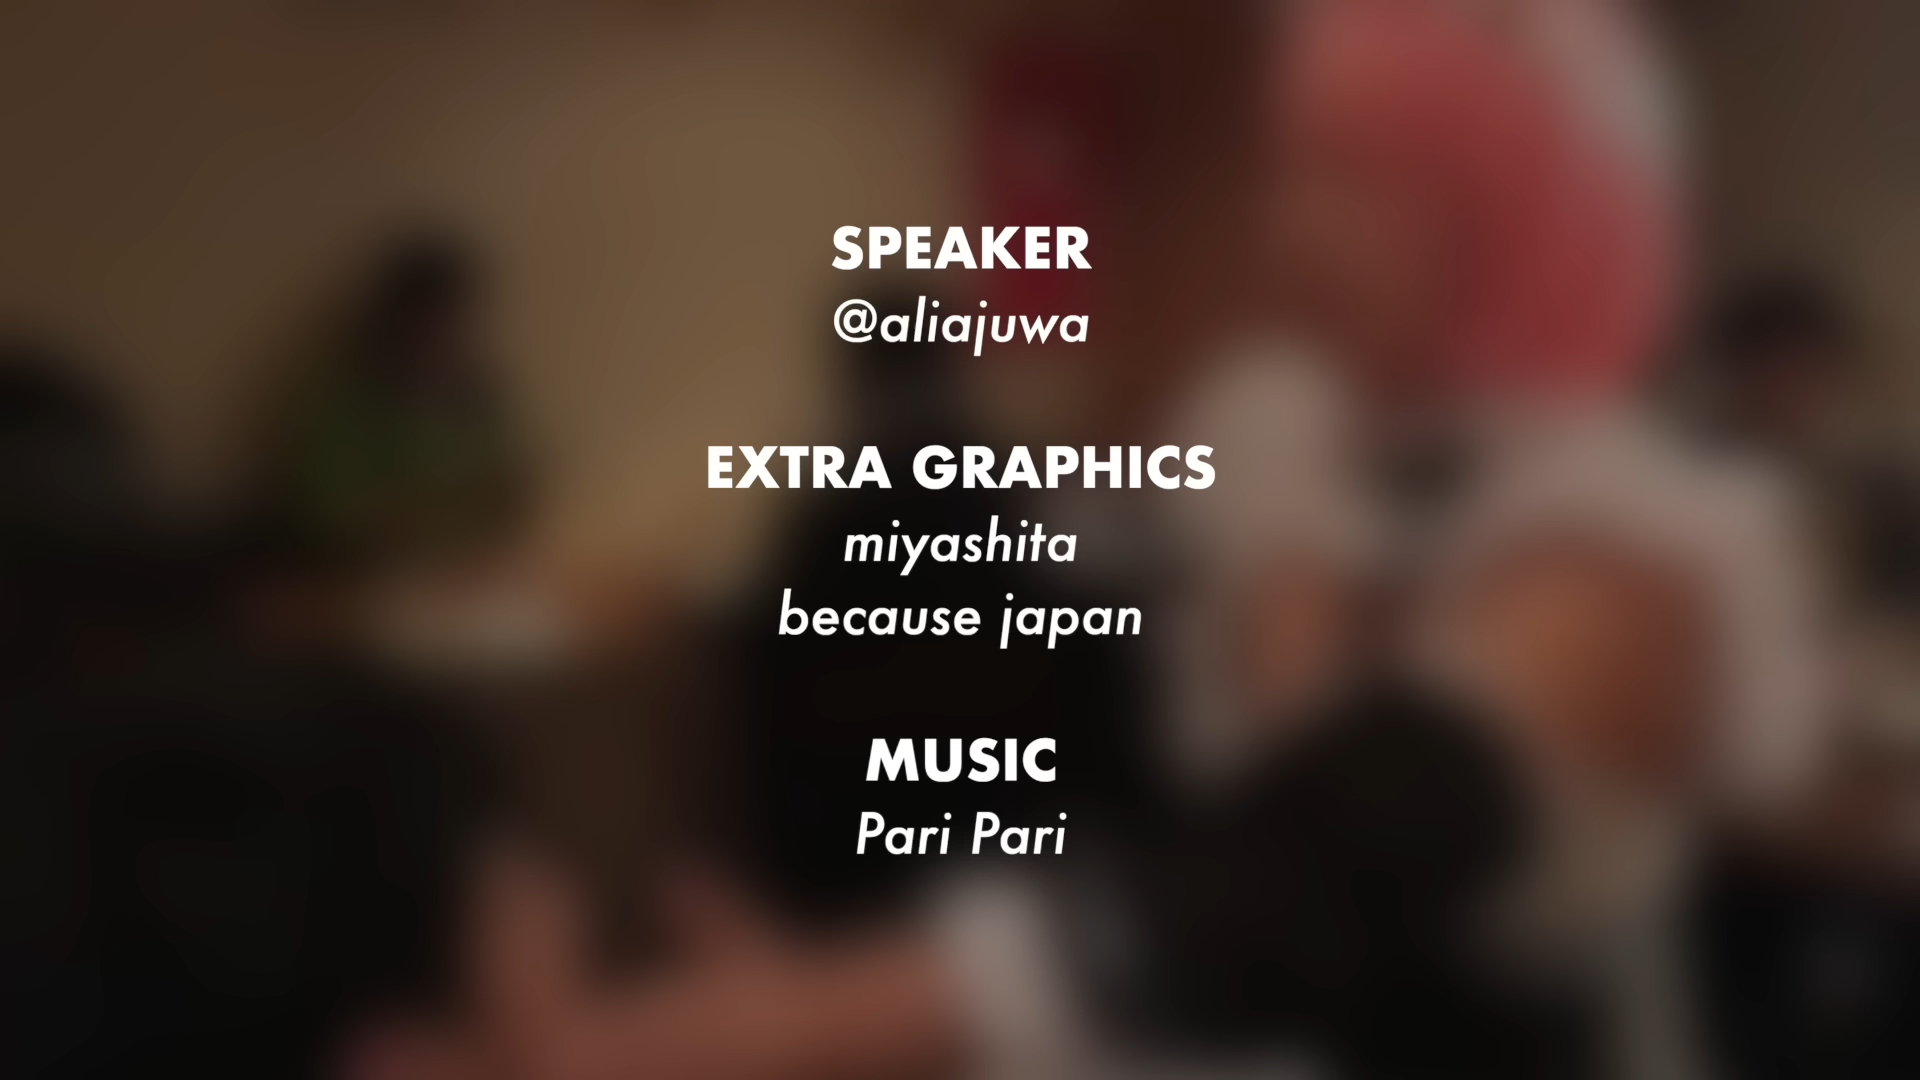 SPEAKER
@aliajuwa
EXTRA GRAPHICS
miyashita
because japan
MUSIC
Pari Pari